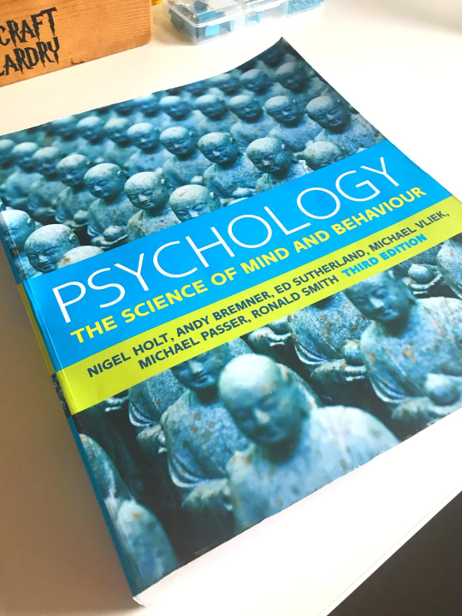 CRAFT
PSYCHOLOGY
THE SCIENCE OF MIND AND BEHAVIOUR
NIGEL HOLT, ANDY BREMNER, ED SUTHERLAND, MICHAEL VLIEK,
MICHAEL PASSER, RONALD SMITH THIRD EDITION